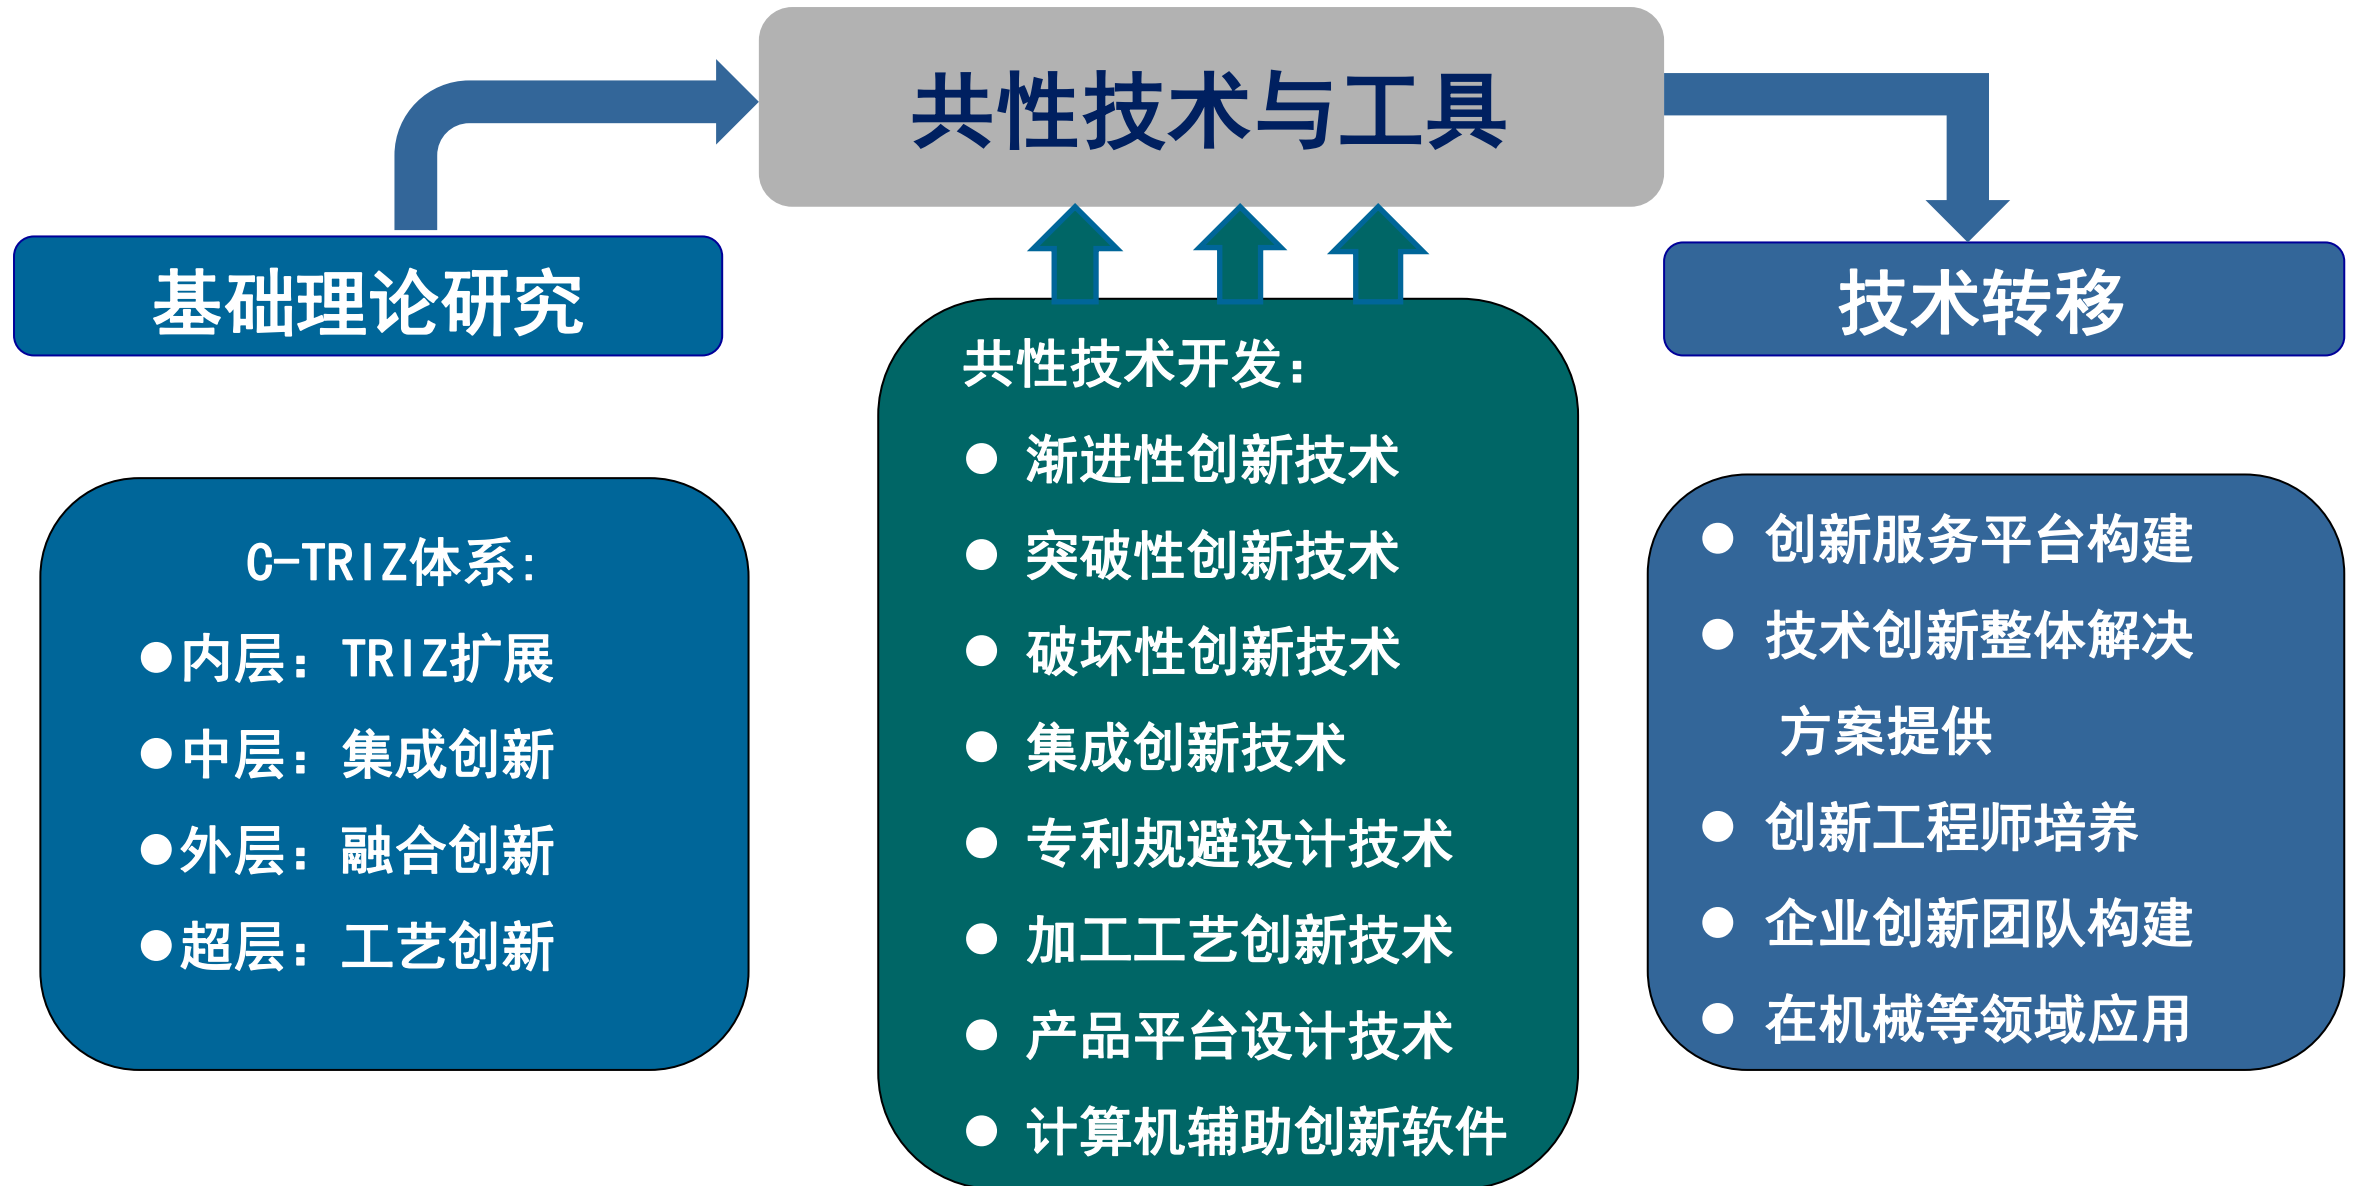 共性技术与工具
基础理论研究
技术转移
C-TRIZ体系:
●内层：TRIZ扩展
●中层：集成创新
●外层：融合创新
●超层：工艺创新
共性技术开发：
● 渐进性创新技术
● 突破性创新技术
● 破坏性创新技术
● 集成创新技术
● 专利规避设计技术
● 加工工艺创新技术
● 产品平台设计技术
● 计算机辅助创新软件
● 创新服务平台构建
● 技术创新整体解决
方案提供
● 创新工程师培养
● 企业创新团队构建
● 在机械等领域应用